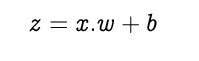 z = x.w + b